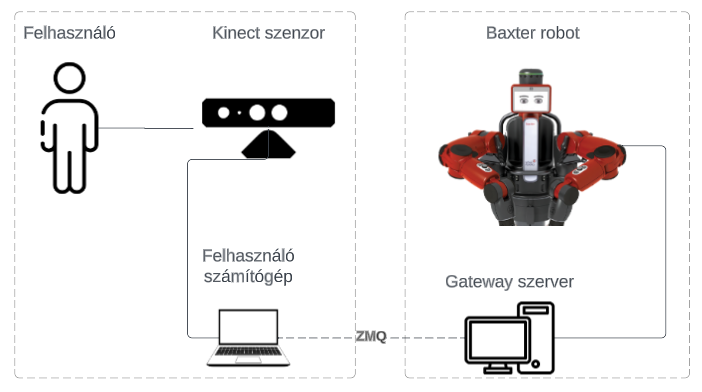 Felhasználó
Kinect szenzor
Baxter robot
Felhasználó
számítógép
Gateway szerver
ZMQ